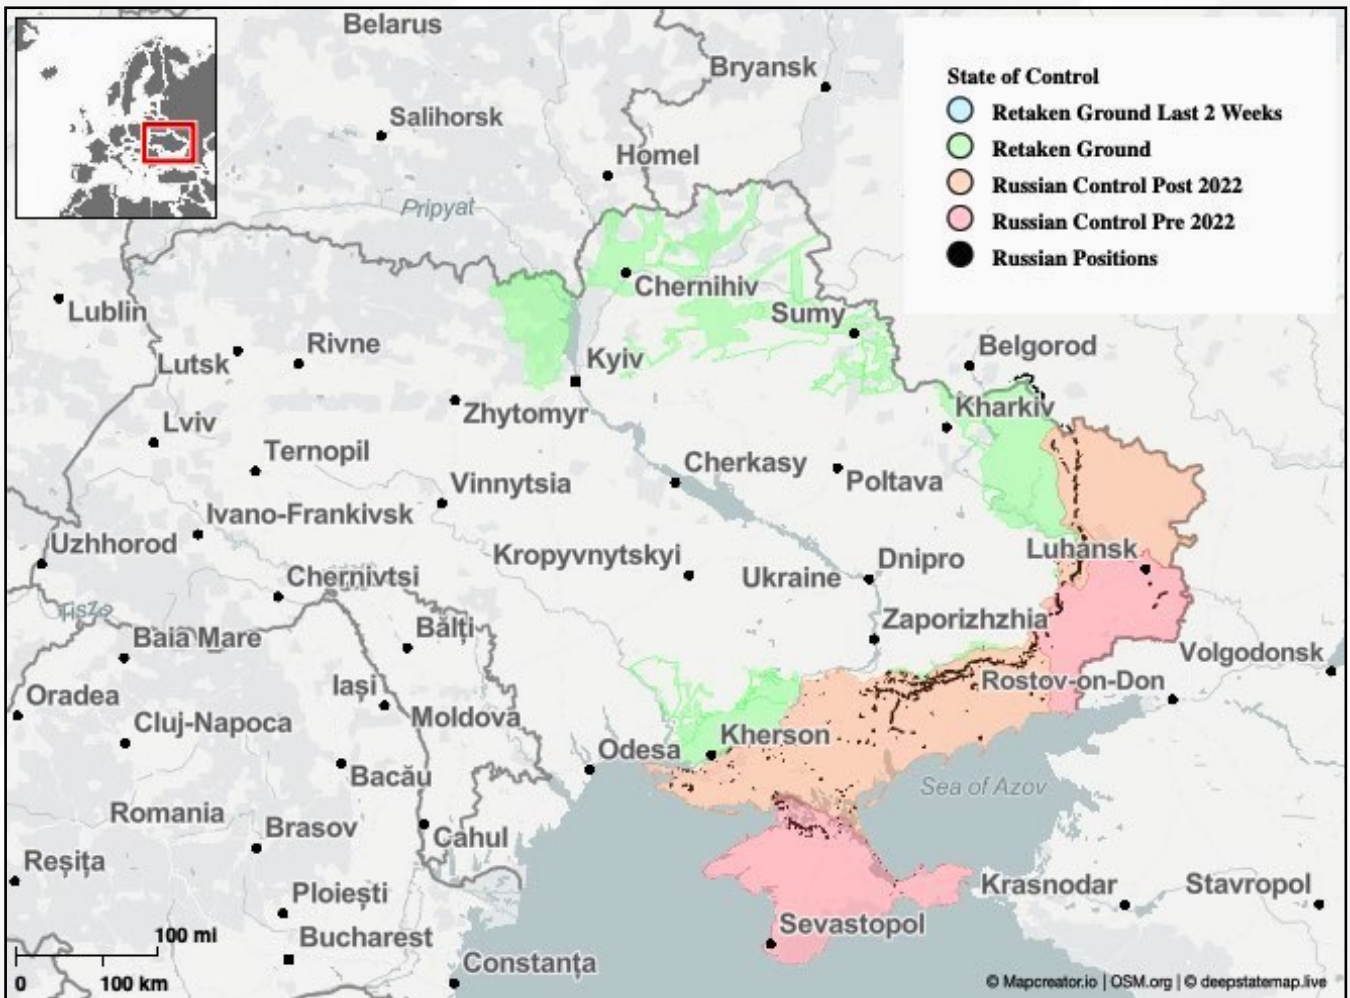 Belarus
Bryansk
State of Control
Retaken Ground Last 2 Weeks
Salihorsk
Retaken Ground
Homel
Russian Control Post 2022
Pripyat
Russian Control Pre 2022
Russian Positions
Chernihiv
Lublin
Sumy
Rivne
Belgorod
Lutsk
Kyiv
Zhytomyr
Kharkiv
Lviv
Ternopil
Cherkasy
Vinnytsia
Poltava
Ivano-Frankivsk
Uzhhorod
Kropyvnytskyi
Luhansk
Dnipro
Chernivtsi
Ukraine
Tisza
Zaporizhzhia
Bălți
Baia Mare
Volgodonsk
Rostov-on-Don
Iași
Oradea
Moldova
Cluj-Napoca
Kherson
Odesa
Bacău
Sea of Azov
Romania
Brasov
Cahul
Reșița
Krasnodar
Stavropol
Ploiești
Sevastopol
100 mi
Bucharest
Constanța
0 100 km
© Mapcreator.io | OSM.org | © deepstatemap.live